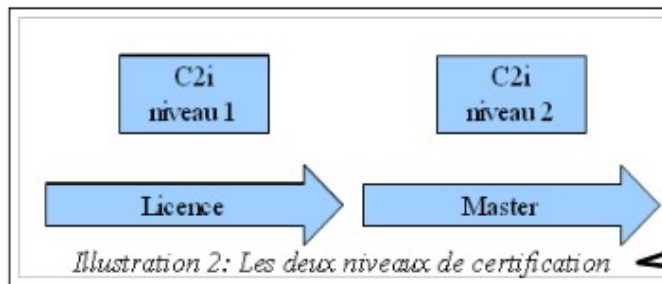 C2i
niveau 1
C2i
niveau 2
Licence
Master
Illustration 2: Les deux niveaux de certification